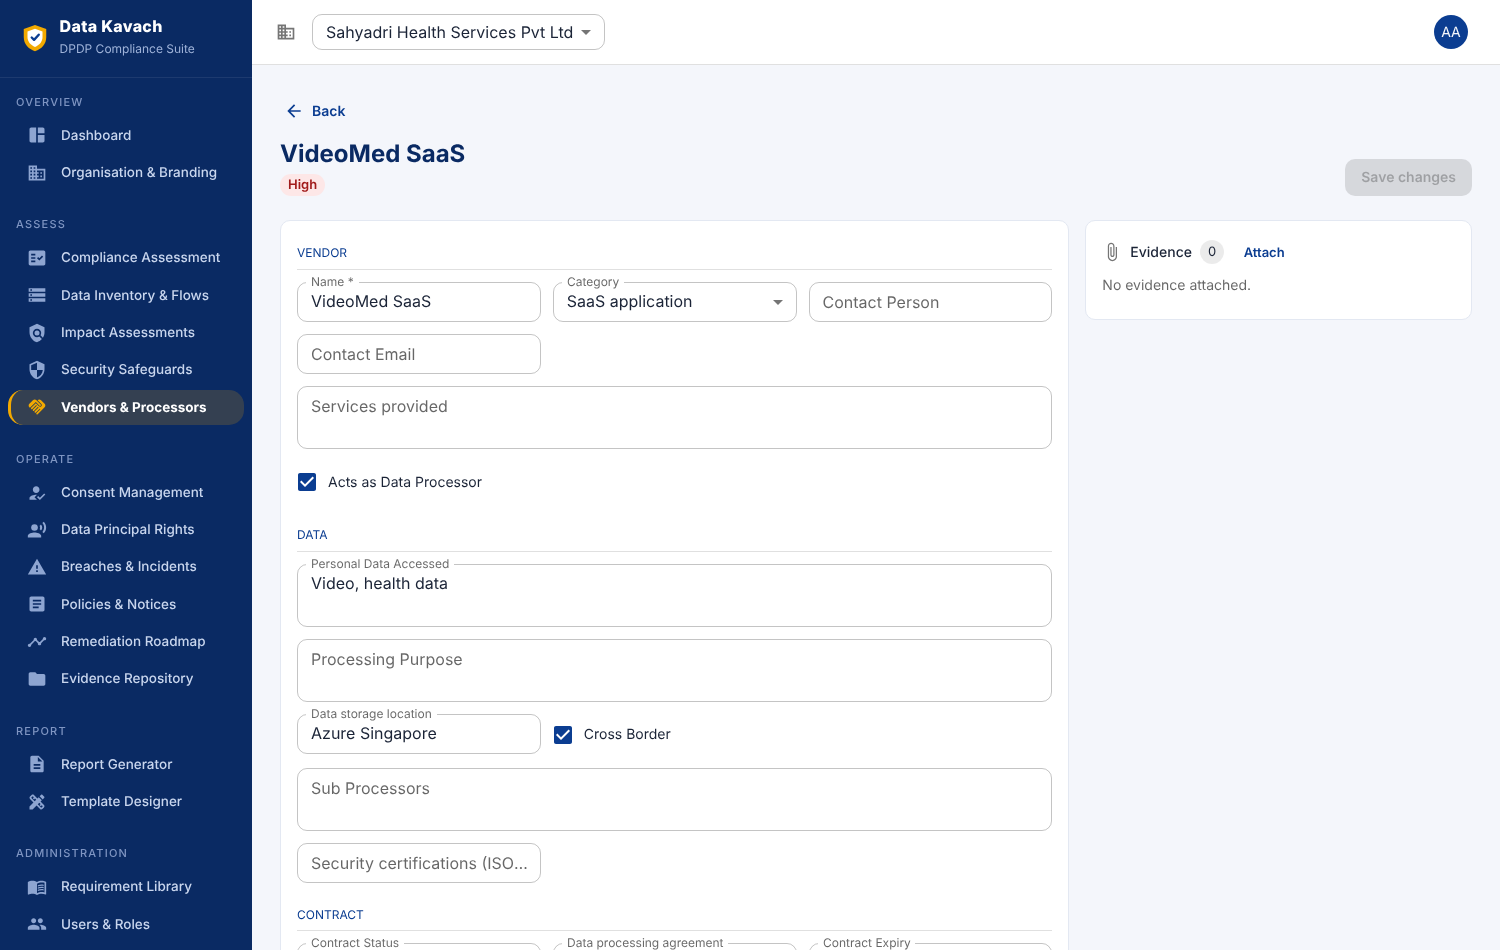 Data Kavach
DPDP Compliance Suite
OVERVIEW
Dashboard
Organisation & Branding
ASSESS
Compliance Assessment
Data Inventory & Flows
Impact Assessments
Security Safeguards
Vendors & Processors
OPERATE
Consent Management
Data Principal Rights
Breaches & Incidents
Policies & Notices
Remediation Roadmap
Evidence Repository
REPORT
Report Generator
Template Designer
ADMINISTRATION
Requirement Library
Users & Roles
Sahyadri Health Services Pvt Ltd
AA
Back
VideoMed SaaS
High
Save changes
VENDOR
Name *
VideoMed SaaS
Category
SaaS application
Contact Person
Contact Email
Services provided
Acts as Data Processor
DATA
Personal Data Accessed
Video, health data
Processing Purpose
Data storage location
Azure Singapore
Cross Border
Sub Processors
Security certifications (ISO...
CONTRACT
Contract Status
Data processing agreement
Contract Expiry
Evidence 0 Attach
No evidence attached.